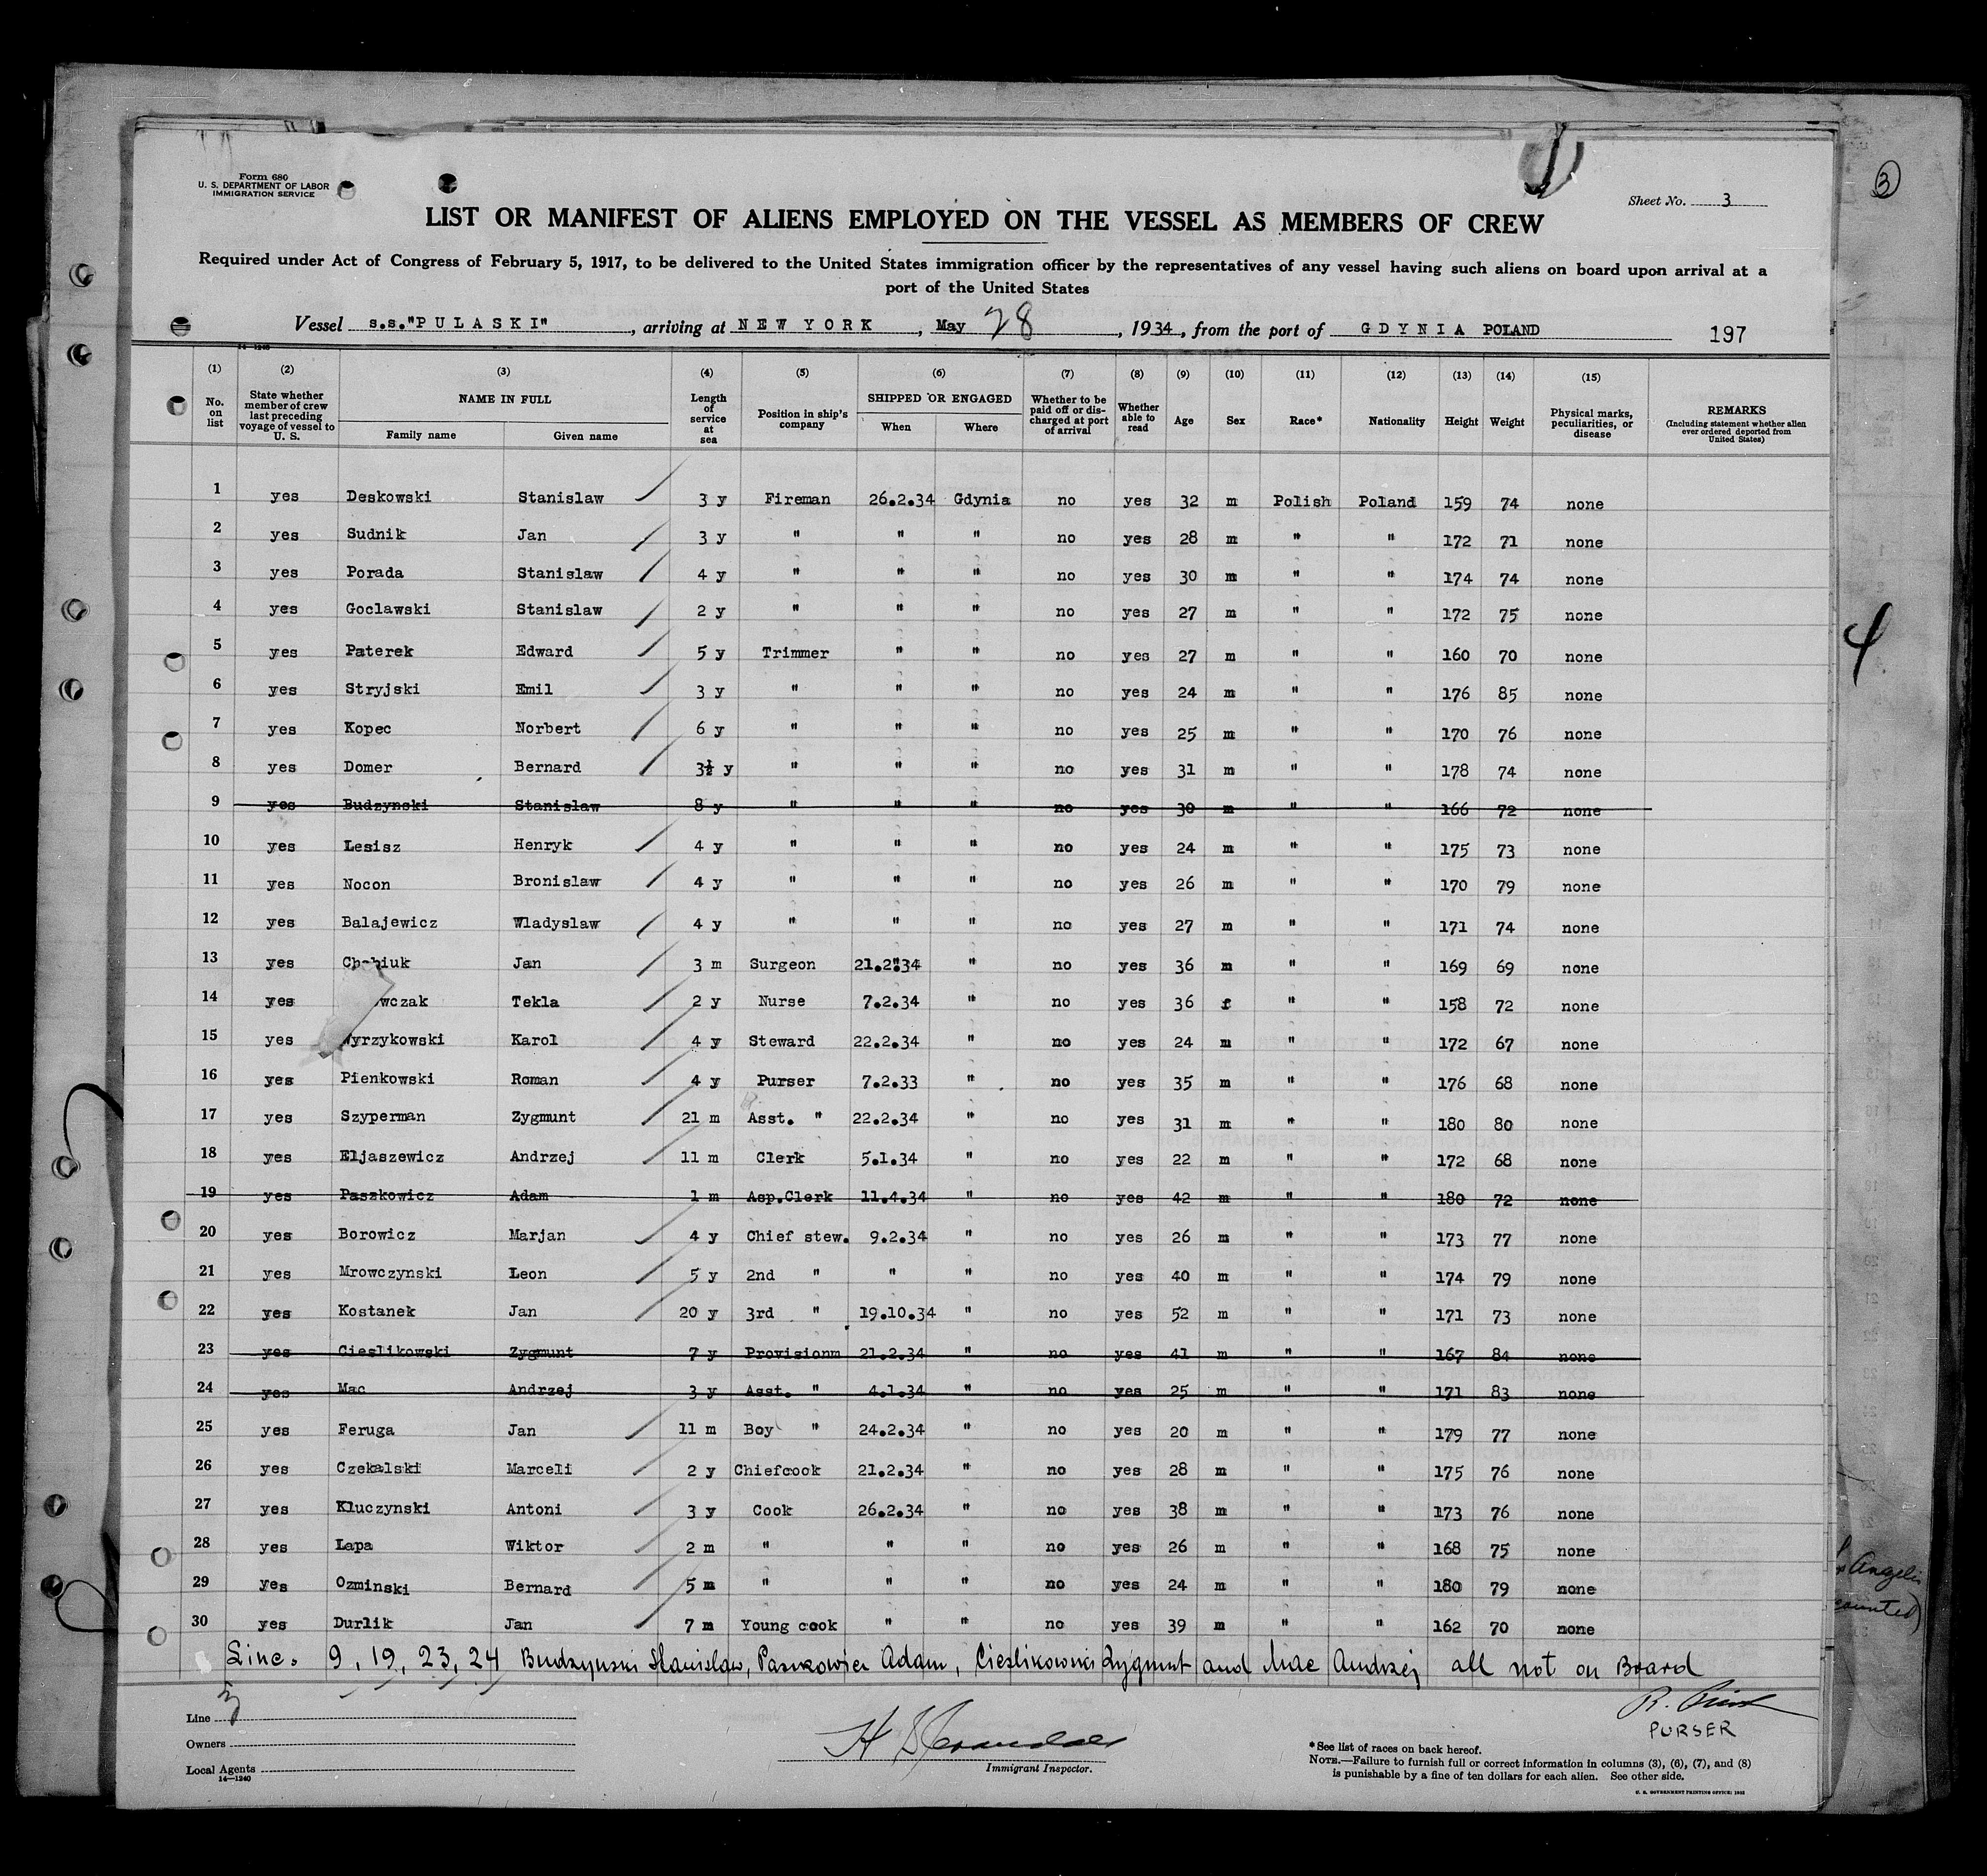 Form 680
U. S. DEPARTMENT OF LABOR
IMMIGRATION SERVICE
3
Sheet No. 3
LIST OR MANIFEST OF ALIENS EMPLOYED ON THE VESSEL AS MEMBERS OF CREW
Required under Act of Congress of February 5, 1917, to be delivered to the United States immigration officer by the representatives of any vessel having such aliens on board upon arrival at a
port of the United States
Vessel s.s."PULASKI", arriving at NEW YORK, May 28, 1934, from the port of GDYNIA POLAND 197
14-1240
(1) No. on list
(2) State whether member of crew last preceding voyage of vessel to U. S.
(3) NAME IN FULL Family name Given name
(4) Length of service at sea
(5) Position in ship's company
(6) SHIPPED OR ENGAGED When Where
(7) Whether to be paid off or discharged at port of arrival
(8) Whether able to read
(9) Age
(10) Sex
(11) Race*
(12) Nationality
(13) Height
(14) Weight
(15) Physical marks, peculiarities, or disease
REMARKS (Including statement whether alien ever ordered deported from United States)
1 yes Deskowski Stanislaw 3 y Fireman 26.2.34 Gdynia no yes 32 m Polish Poland 159 74 none
2 yes Sudnik Jan 3 y " " " no yes 28 m " " 172 71 none
3 yes Porada Stanislaw 4 y " " " no yes 30 m " " 174 74 none
4 yes Goclawski Stanislaw 2 y " " " no yes 27 m " " 172 75 none
5 yes Paterek Edward 5 y Trimmer " " no yes 27 m " " 160 70 none
6 yes Stryjski Emil 3 y " " " no yes 24 m " " 176 85 none
7 yes Kopec Norbert 6 y " " " no yes 25 m " " 170 76 none
8 yes Domer Bernard 3½ y " " " no yes 31 m " " 178 74 none
9 yes Budzynski Stanislaw 8 y " " " no yes 30 m " " 166 72 none
10 yes Lesisz Henryk 4 y " " " no yes 24 m " " 175 73 none
11 yes Nocon Bronislaw 4 y " " " no yes 26 m " " 170 79 none
12 yes Balajewicz Wladyslaw 4 y " " " no yes 27 m " " 171 74 none
13 yes Jan 3 m Surgeon 21.2.34 " no yes 36 m " " 169 69 none
14 yes wczak Tekla 2 y Nurse 7.2.34 " no yes 36 f " " 158 72 none
15 yes Wyrzykowski Karol 4 y Steward 22.2.34 " no yes 24 m " " 172 67 none
16 yes Pienkowski Roman 4 y Purser 7.2.33 " no yes 35 m " " 176 68 none
17 yes Szyperman Zygmunt 21 m Asst. " 22.2.34 " no yes 31 m " " 180 80 none
18 yes Eljaszewicz Andrzej 11 m Clerk 5.1.34 " no yes 22 m " " 172 68 none
19 yes Paszkowicz Adam 1 m Asp.Clerk 11.4.34 " no yes 42 m " " 180 72 none
20 yes Borowicz Marjan 4 y Chief stew. 9.2.34 " no yes 26 m " " 173 77 none
21 yes Mrowczynski Leon 5 y 2nd " " " no yes 40 m " " 174 79 none
22 yes Kostanek Jan 20 y 3rd " 19.10.34 " no yes 52 m " " 171 73 none
23 yes Cieslikowski Zygmunt 7 y Provisionm 21.2.34 " no yes 41 m " " 167 84 none
24 yes Mac Andrzej 3 y Asst. " 4.1.34 " no yes 25 m " " 171 83 none
25 yes Feruga Jan 11 m Boy " 24.2.34 " no yes 20 m " " 179 77 none
26 yes Czekalski Marceli 2 y Chiefcook 21.2.34 " no yes 28 m " " 175 76 none
27 yes Kluczynski Antoni 3 y Cook 26.2.34 " no yes 38 m " " 173 76 none
28 yes Lapa Wiktor 2 m " " " no yes 26 m " " 168 75 none
29 yes Ozminski Bernard 5 m " " " no yes 24 m " " 180 79 none
30 yes Durlik Jan 7 m Young cook " " no yes 39 m " " 162 70 none
Line. 9, 19, 23, 24 Budzynski Stanislaw, Paszkowicz Adam, Cieslikowski Zygmunt and Mac Andrzej all not on Board
4
Angelis
counted)
Line
Owners
Local Agents
14—1240
Immigrant Inspector.
PURSER
*See list of races on back hereof.
NOTE.—Failure to furnish full or correct information in columns (3), (6), (7), and (8)
is punishable by a fine of ten dollars for each alien. See other side.
U. S. GOVERNMENT PRINTING OFFICE: 1932